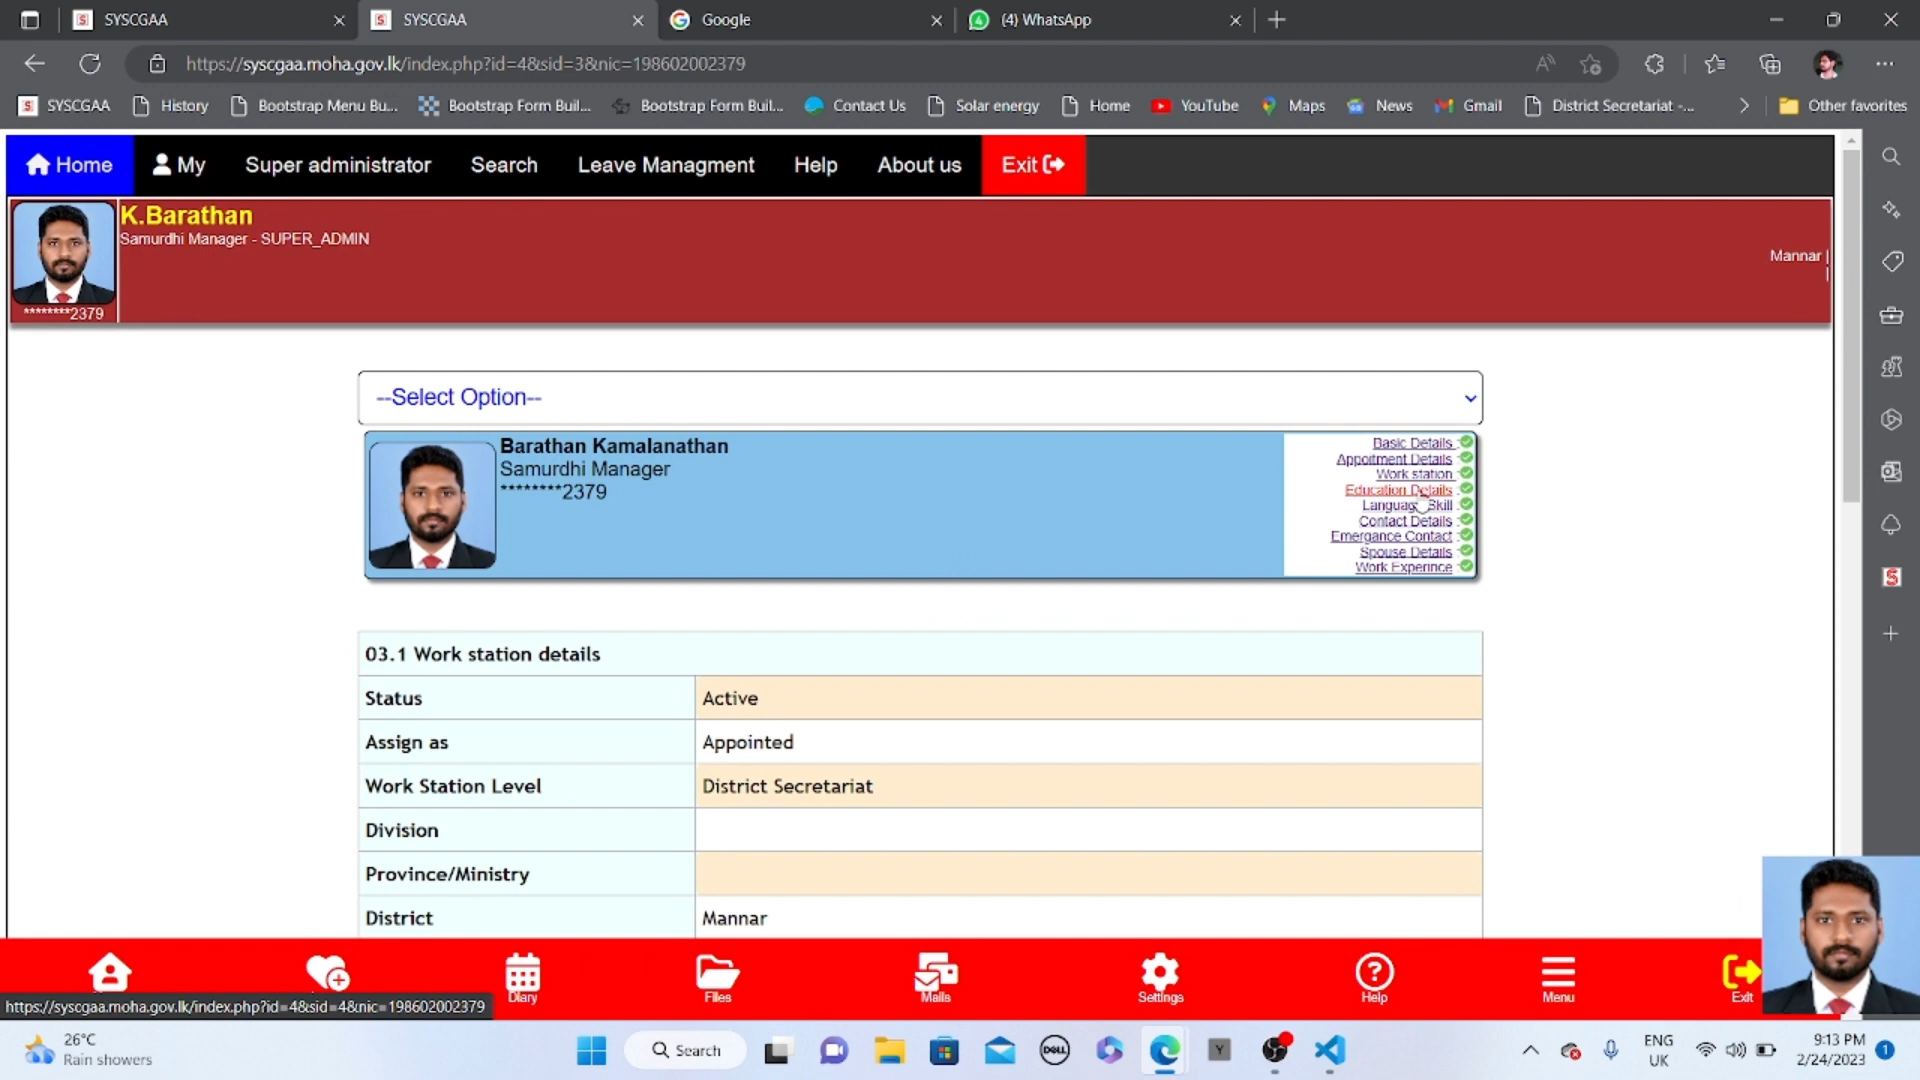 SYSCGAA
SYSCGAA
Google
(4) WhatsApp
https://syscgaa.moha.gov.lk/index.php?id=4&sid=3&nic=198602002379
SYSCGAA
History
Bootstrap Menu Bu...
Bootstrap Form Buil...
Bootstrap Form Buil...
Contact Us
Solar energy
Home
YouTube
Maps
News
Gmail
District Secretariat -...
Other favorites
Home
My
Super administrator
Search
Leave Managment
Help
About us
Exit
K.Barathan
Samurdhi Manager - SUPER_ADMIN
Mannar |
|
********2379
--Select Option--
Barathan Kamalanathan
Samurdhi Manager
********2379
Basic Details :
Appoitment Details :
Work station :
Education Details :
Language Skill :
Contact Details :
Emergance Contact :
Spouse Details :
Work Experince :
03.1 Work station details
Status Active
Assign as Appointed
Work Station Level District Secretariat
Division
Province/Ministry
District Mannar
Diary
Files
Mails
Settings
Help
Menu
Exit
https://syscgaa.moha.gov.lk/index.php?id=4&sid=4&nic=198602002379
26°C
Rain showers
Search
DELL
Y
ENG
UK
9:13 PM
2/24/2023
1